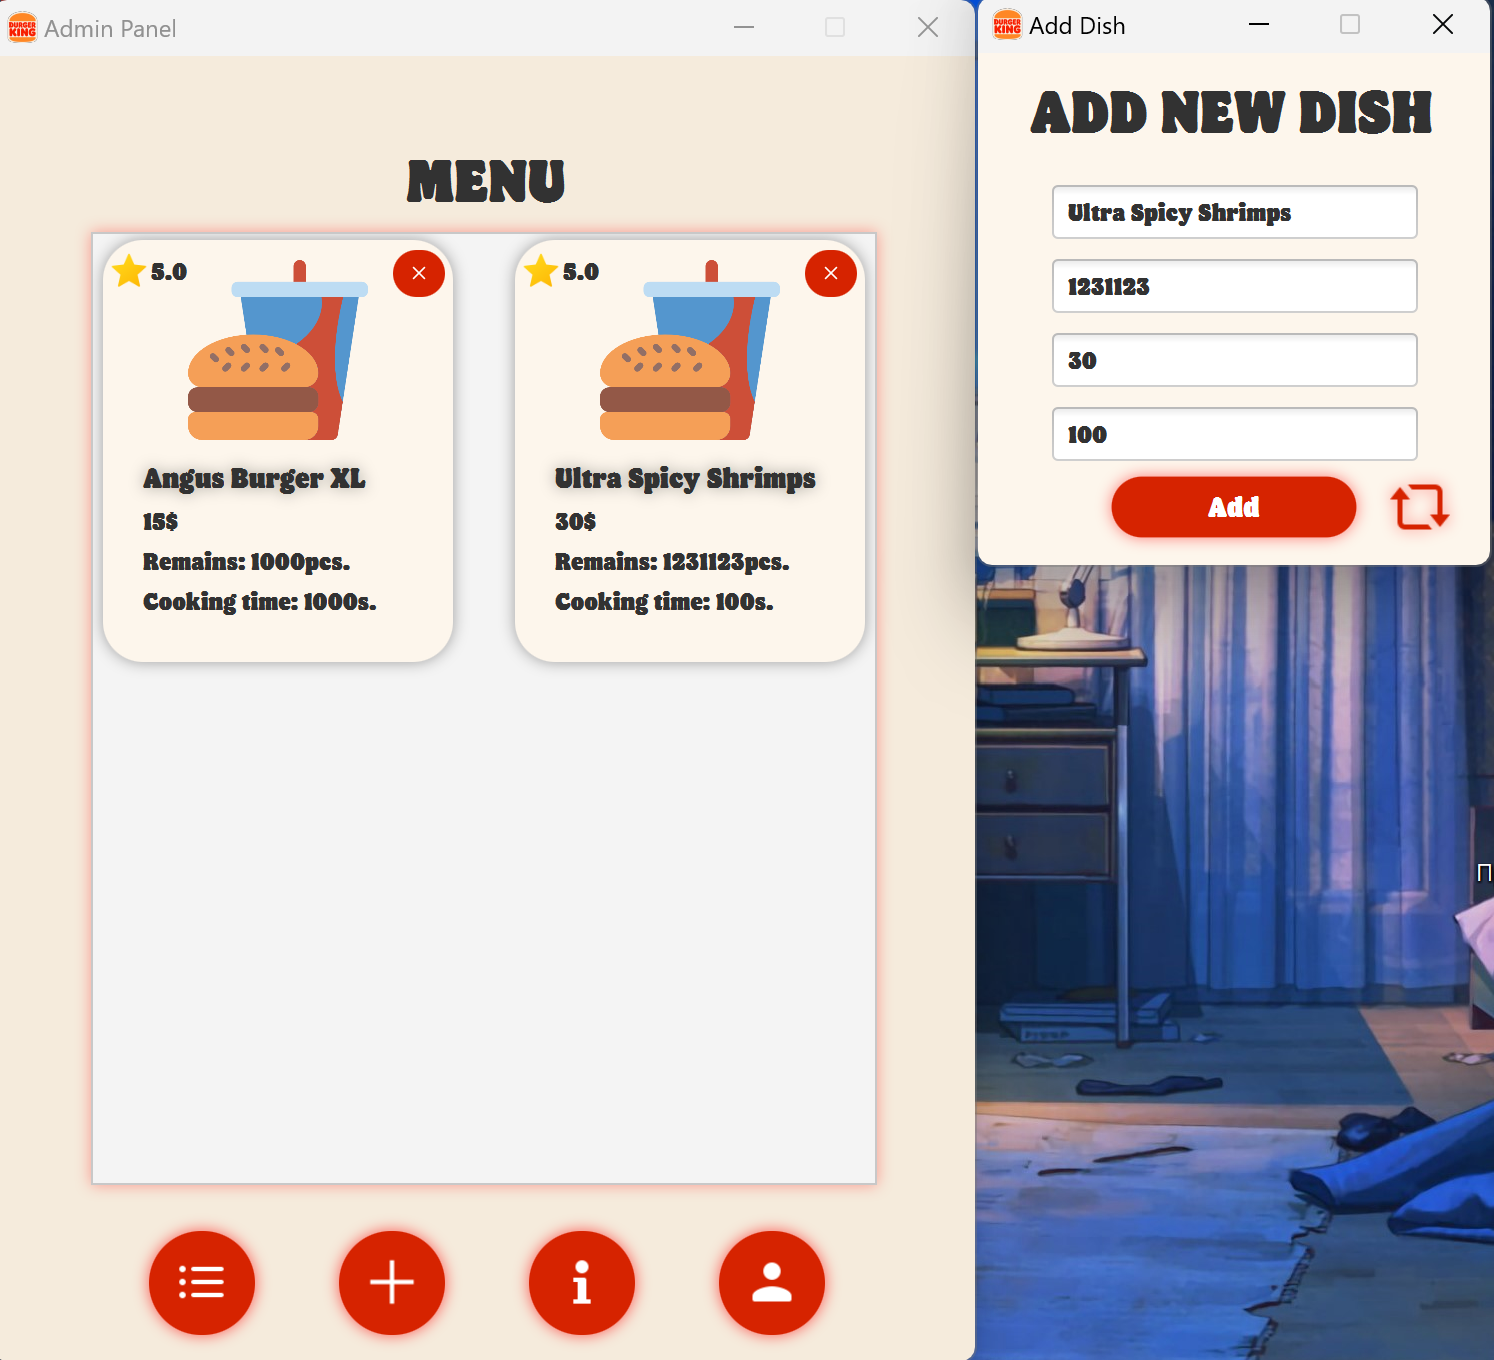 BURGER
KING
Admin Panel
MENU
5.0
Angus Burger XL
15$
Remains: 1000pcs.
Cooking time: 1000s.
5.0
Ultra Spicy Shrimps
30$
Remains: 1231123pcs.
Cooking time: 100s.
BURGER
KING
Add Dish
ADD NEW DISH
Ultra Spicy Shrimps
1231123
30
100
Add
П